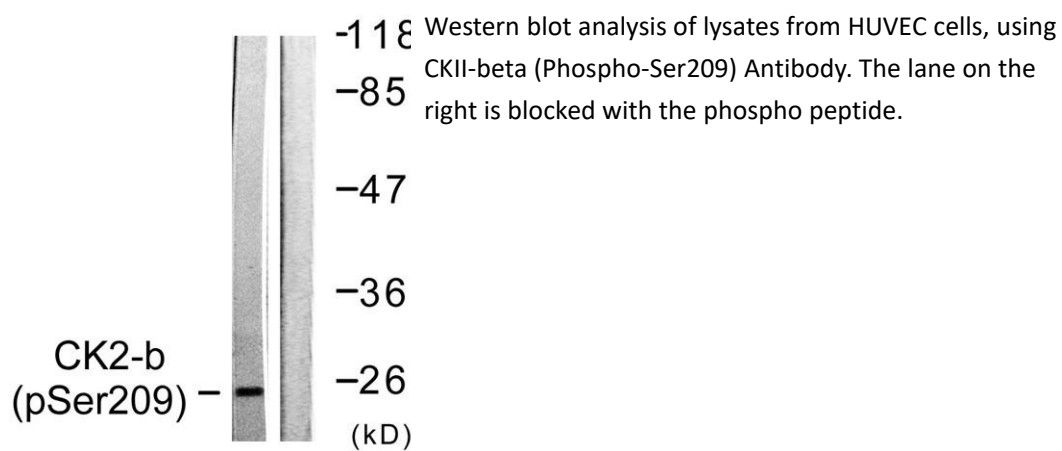 -118
Western blot analysis of lysates from HUVEC cells, using
CKII-beta (Phospho-Ser209) Antibody. The lane on the
right is blocked with the phospho peptide.
-85
-47
-36
CK2-b
(pSer209) -
-26
(kD)